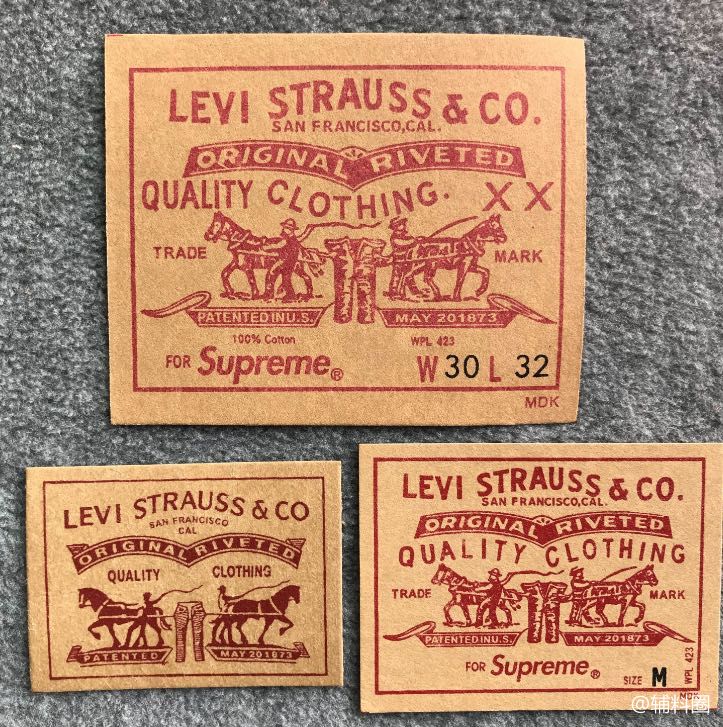 LEVI STRAUSS & CO.
SAN FRANCISCO, CAL.
ORIGINAL RIVETED
QUALITY CLOTHING. XX
TRADE MARK
PATENTED IN U.S. MAY 20 1873
100% Cotton WPL 423
FOR Supreme® W 30 L 32
MDK
LEVI STRAUSS & CO
SAN FRANCISCO
CAL
ORIGINAL RIVETED
QUALITY CLOTHING
PATENTYED MAY 20 1873
LEVI STRAUSS & CO.
SAN FRANCISCO, CAL.
ORIGINAL RIVETED
QUALITY CLOTHING
TRADE MARK
PATENTED IN U.S. MAY 20 1873
FOR Supreme® SIZE M
WPL 423
MDK
@辅料圈